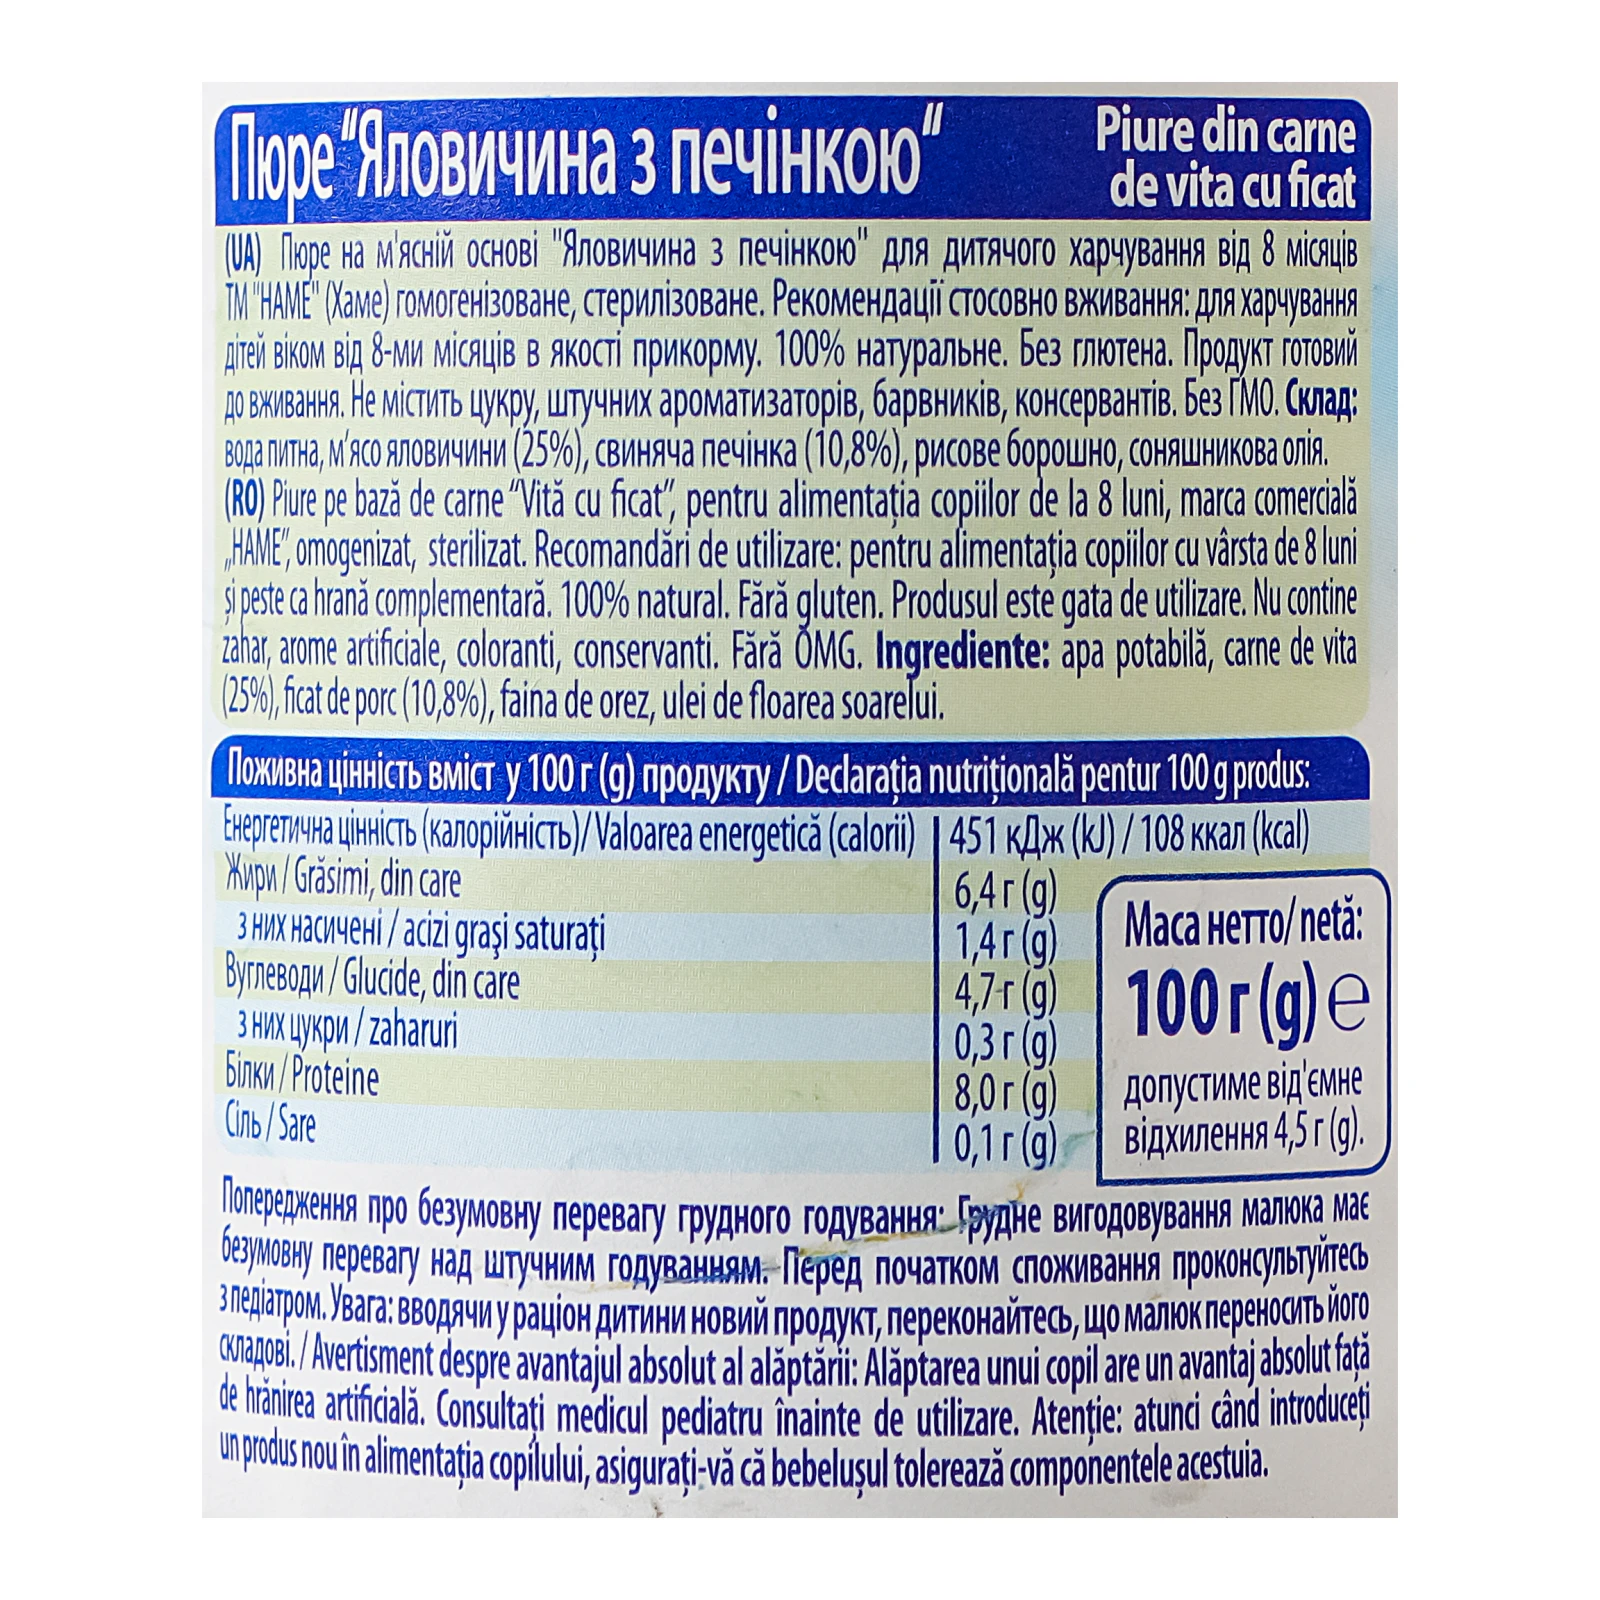 Пюре "Яловичина з печінкою"
Piure din carne
de vita cu ficat
(UA) Пюре на м'ясній основі "Яловичина з печінкою" для дитячого харчування від 8 місяців
ТМ "HAME" (Хаме) гомогенізоване, стерилізоване. Рекомендації стосовно вживання: для харчування
дітей віком від 8-ми місяців в якості прикорму. 100% натуральне. Без глютена. Продукт готовий
до вживання. Не містить цукру, штучних ароматизаторів, барвників, консервантів. Без ГМО. Склад:
вода питна, м'ясо яловичини (25%), свиняча печінка (10,8%), рисове борошно, соняшникова олія.
(RO) Piure pe bază de carne "Vită cu ficat", pentru alimentația copiilor de la 8 luni, marca comercială
„HAME", omogenizat, sterilizat. Recomandări de utilizare: pentru alimentația copiilor cu vârsta de 8 luni
și peste ca hrană complementară. 100% natural. Fără gluten. Produsul este gata de utilizare. Nu contine
zahar, arome artificiale, coloranti, conservanti. Fără OMG. Ingrediente: apa potabilă, carne de vita
(25%), ficat de porc (10,8%), faina de orez, ulei de floarea soarelui.
Поживна цінність вміст у 100 г (g) продукту / Declarația nutrițională pentur 100 g produs:
Енергетична цінність (калорійність)/ Valoarea energetică (calorii) 451 кДж (kJ) / 108 ккал (kcal)
Жири / Grăsimi, din care 6,4 г (g)
з них насичені / acizi grași saturați 1,4 г (g)
Вуглеводи / Glucide, din care 4,7 г (g)
з них цукри / zaharuri 0,3 г (g)
Білки / Proteine 8,0 г (g)
Сіль / Sare 0,1 г (g)
Маса нетто/ netă:
100 г (g) e
допустиме від'ємне
відхилення 4,5 г (g).
Попередження про безумовну перевагу грудного годування: Грудне вигодовування малюка має
безумовну перевагу над штучним годуванням. Перед початком споживання проконсультуйтесь
з педіатром. Увага: вводячи у раціон дитини новий продукт, переконайтесь, що малюк переносить його
складові. / Avertisment despre avantajul absolut al alăptării: Alăptarea unui copil are un avantaj absolut față
de hrănirea artificială. Consultați medicul pediatru înainte de utilizare. Atenție: atunci când introduceți
un produs nou în alimentația copilului, asigurați-vă că bebelușul tolerează componentele acestuia.